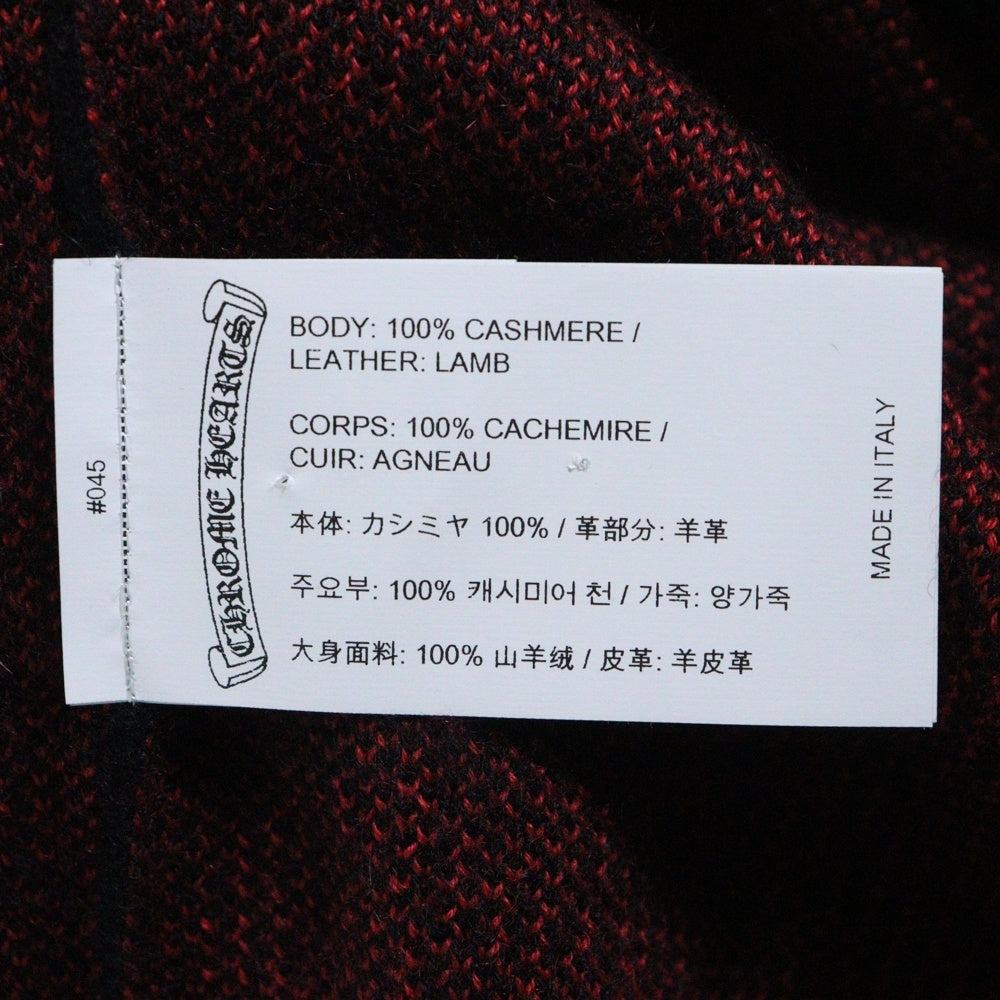 #045
CHROME HEARTS
BODY: 100% CASHMERE /
LEATHER: LAMB
CORPS: 100% CACHEMIRE /
CUIR: AGNEAU
本体: カシミヤ 100% / 革部分: 羊革
주요부: 100% 캐시미어 천 / 가죽: 양가죽
大身面料: 100% 山羊绒 / 皮革: 羊皮革
MADE IN ITALY